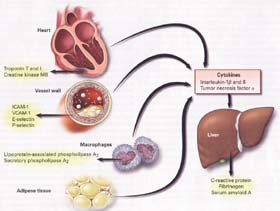 Heart
Troponin T and I
Creatine kinase MB
Vessel wall
ICAM-1
VCAM-1
E-selectin
P-selectin
Macrophages
Lipoprotein-associated phospholipase A₂
Secretory phospholipase A₂
Adipose tissue
Cytokines
Interleukin 1β and 6
Tumor necrosis factor α
Liver
C-reactive protein
Fibrinogen
Serum amyloid A